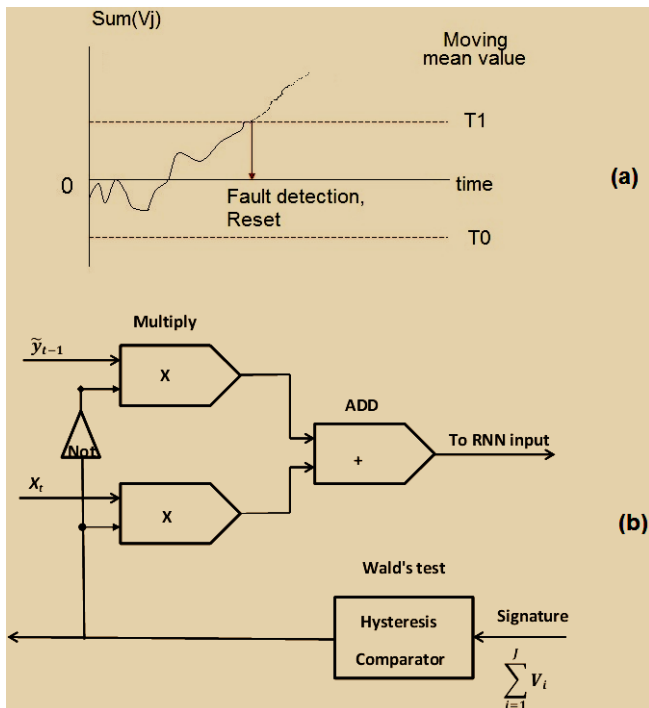 Sum(Vj)
Moving
mean value
T1
0
time
(a)
Fault detection,
Reset
T0
Multiply
ỹₜ₋₁
X
ADD
Not
+
To RNN input
Xₜ
X
(b)
Wald's test
Hysteresis
Comparator
Signature
J
∑ Vᵢ
i=1